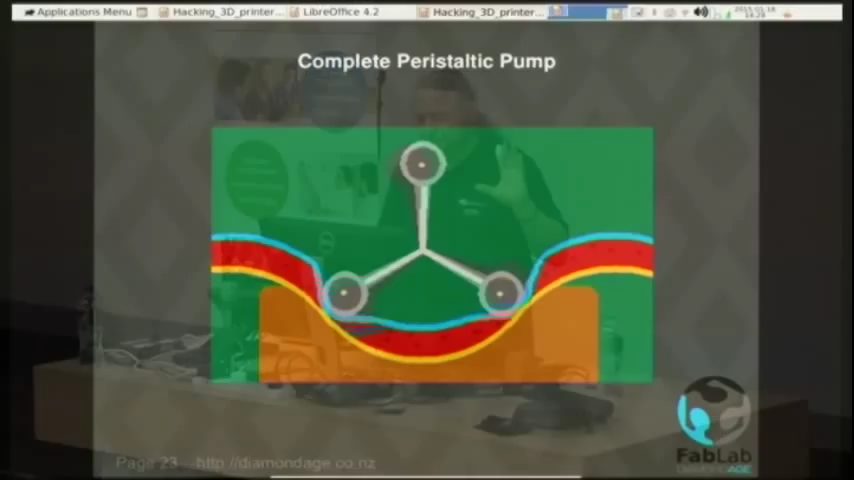 Applications Menu
Hacking_3D_printer...
LibreOffice 4.2
Hacking_3D_printer...
Complete Peristaltic Pump
FabLab
Page 23 http://diamondage.co.nz